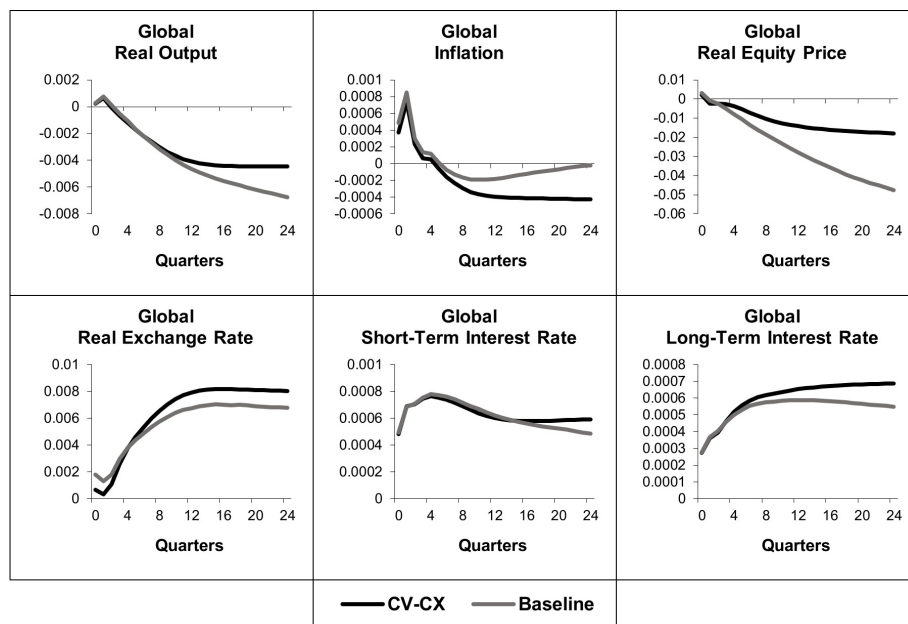 Global
Real Output
0.002
0
-0.002
-0.004
-0.006
-0.008
0 4 8 12 16 20 24
Quarters
Global
Inflation
0.001
0.0008
0.0006
0.0004
0.0002
0
-0.0002
-0.0004
-0.0006
0 4 8 12 16 20 24
Quarters
Global
Real Equity Price
0.01
0
-0.01
-0.02
-0.03
-0.04
-0.05
-0.06
0 4 8 12 16 20 24
Quarters
Global
Real Exchange Rate
0.01
0.008
0.006
0.004
0.002
0
0 4 8 12 16 20 24
Quarters
Global
Short-Term Interest Rate
0.001
0.0008
0.0006
0.0004
0.0002
0
0 4 8 12 16 20 24
Quarters
Global
Long-Term Interest Rate
0.0008
0.0007
0.0006
0.0005
0.0004
0.0003
0.0002
0.0001
0
0 4 8 12 16 20 24
Quarters
CV-CX Baseline